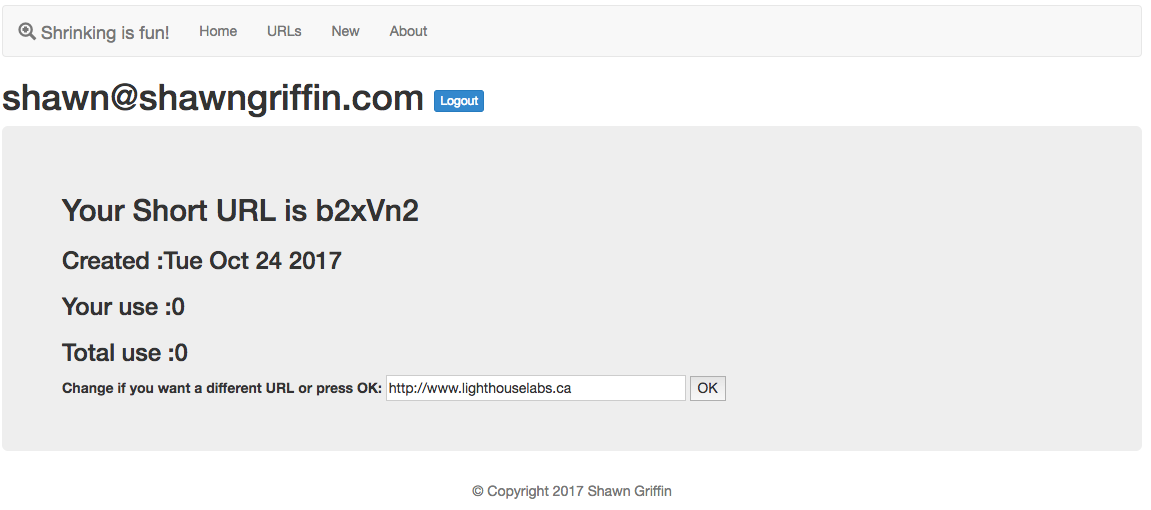 Shrinking is fun! Home URLs New About
shawn@shawngriffin.com Logout
Your Short URL is b2xVn2
Created :Tue Oct 24 2017
Your use :0
Total use :0
Change if you want a different URL or press OK: http://www.lighthouselabs.ca OK
© Copyright 2017 Shawn Griffin